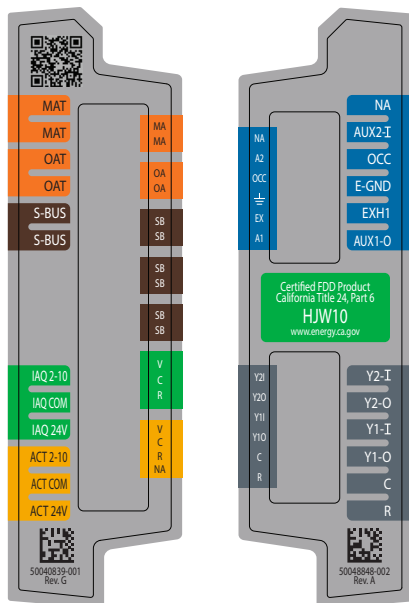 MAT
MAT
OAT
OAT
S-BUS
S-BUS
IAQ 2-10
IAQ COM
IAQ 24V
ACT 2-10
ACT COM
ACT 24V
MA
MA
OA
OA
SB
SB
SB
SB
SB
SB
V
C
R
V
C
R
NA
50040839-001
Rev. G
NA
A2
OCC
EX
A1
NA
AUX2-I
OCC
E-GND
EXH1
AUX1-O
Certified FDD Product
California Title 24, Part 6
HJW10
www.energy.ca.gov
Y2I
Y2O
Y1I
Y1O
C
R
Y2-I
Y2-O
Y1-I
Y1-O
C
R
50048848-002
Rev. A